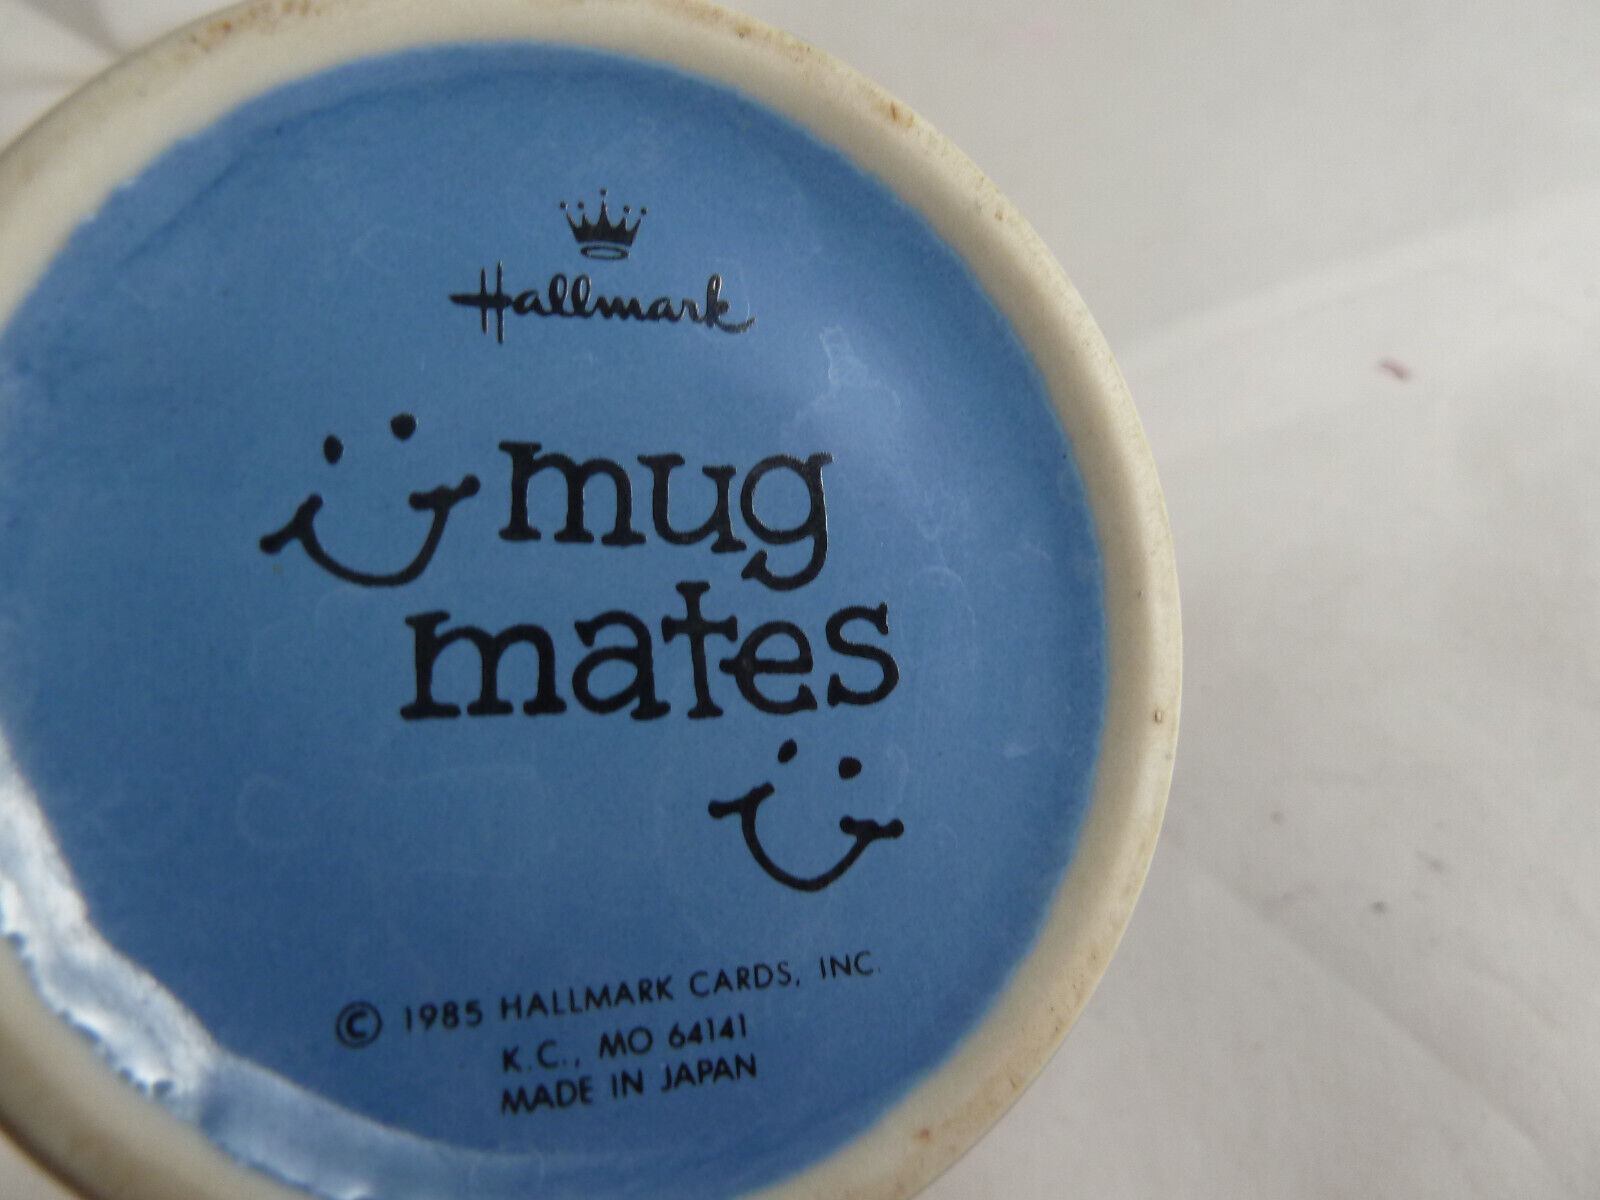 Hallmark
mug
mates
© 1985 HALLMARK CARDS, INC.
K.C., MO 64141
MADE IN JAPAN